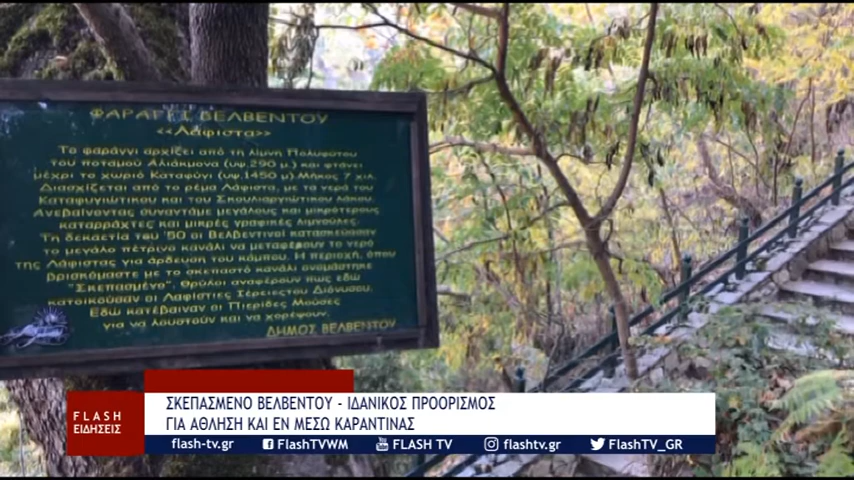 ΦΑΡΑΓΓΙ ΒΕΛΒΕΝΤΟΥ
«Λάφιστα»
Το φαράγγι αρχίζει από τη λίμνη Πολυφύτου
του ποταμού Αλιάκμονα (υψ.290 μ.) και φτάνει
μέχρι το χωριό Καταφύγι (υψ.1450 μ).Μήκος 7 χιλ.
Διασχίζεται από το ρέμα Λάφιστα, με τα νερά του
Καταφυγιώτικου και του Σκουλιαργιώτικου λάκου.
Ανεβαίνοντας συναντάμε μεγάλους και μικρότερους
καταρράχτες και μικρές γραφικές λιμνούλες.
Τη δεκαετία του '50 οι Βελβεντινοί κατασκεύασαν
το μεγάλο πέτρινο κανάλι να μεταφέρουν το νερό
της Λάφιστας για άρδευση του κάμπου. Η περιοχή, όπου
βρισκόμαστε με το σκεπαστό κανάλι ονομάστηκε
"Σκεπασμένο". Θρύλοι αναφέρουν πως εδώ
κατοικούσαν οι Λαφίστιες Σέρειες του Διόνυσου.
Εδώ κατέβαιναν οι Πιερίδες Μούσες
για να λουστούν και να χορέψουν.
ΔΗΜΟΣ ΒΕΛΒΕΝΤΟΥ
FLASH
ΕΙΔΗΣΕΙΣ
ΣΚΕΠΑΣΜΕΝΟ ΒΕΛΒΕΝΤΟΥ - ΙΔΑΝΙΚΟΣ ΠΡΟΟΡΙΣΜΟΣ
ΓΙΑ ΑΘΛΗΣΗ ΚΑΙ ΕΝ ΜΕΣΩ ΚΑΡΑΝΤΙΝΑΣ
flash-tv.gr FlashTVWM FLASH TV flashtv.gr FlashTV_GR